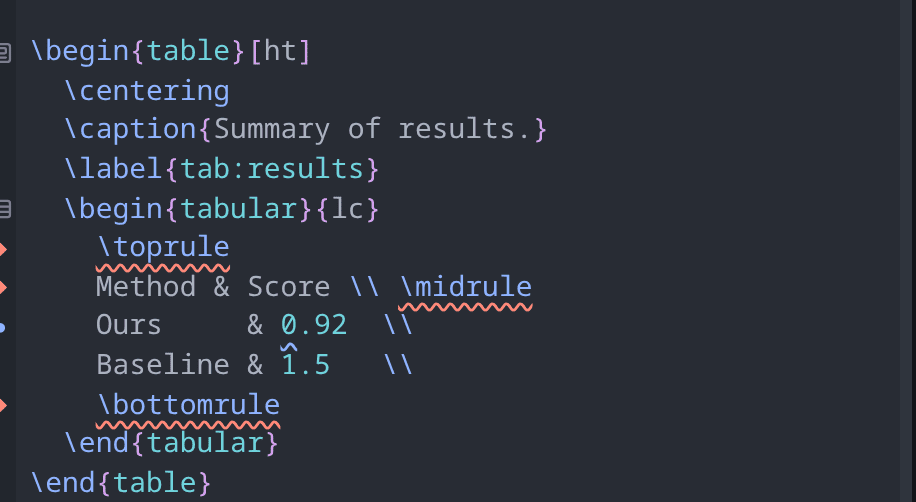 \begin{table}[ht]
  \centering
  \caption{Summary of results.}
  \label{tab:results}
  \begin{tabular}{lc}
    \toprule
    Method & Score \\ \midrule
    Ours     & 0.92  \\
    Baseline & 1.5   \\
    \bottomrule
  \end{tabular}
\end{table}